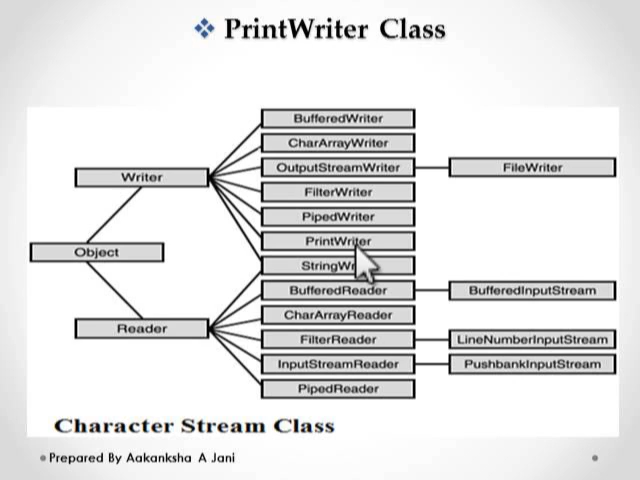 PrintWriter Class
BufferedWriter
CharArrayWriter
Writer
OutputStreamWriter
FileWriter
FilterWriter
PipedWriter
PrintWriter
Object
BufferedReader
BufferedInputStream
CharArrayReader
Reader
FilterReader
LineNumberInputStream
InputStreamReader
PushbankInputStream
PipedReader
Character Stream Class
Prepared By Aakanksha A Jani